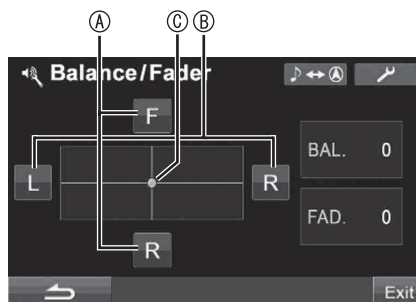 Ⓐ Ⓒ Ⓑ
Balance/Fader
F
L R
R
BAL. 0
FAD. 0
Exit